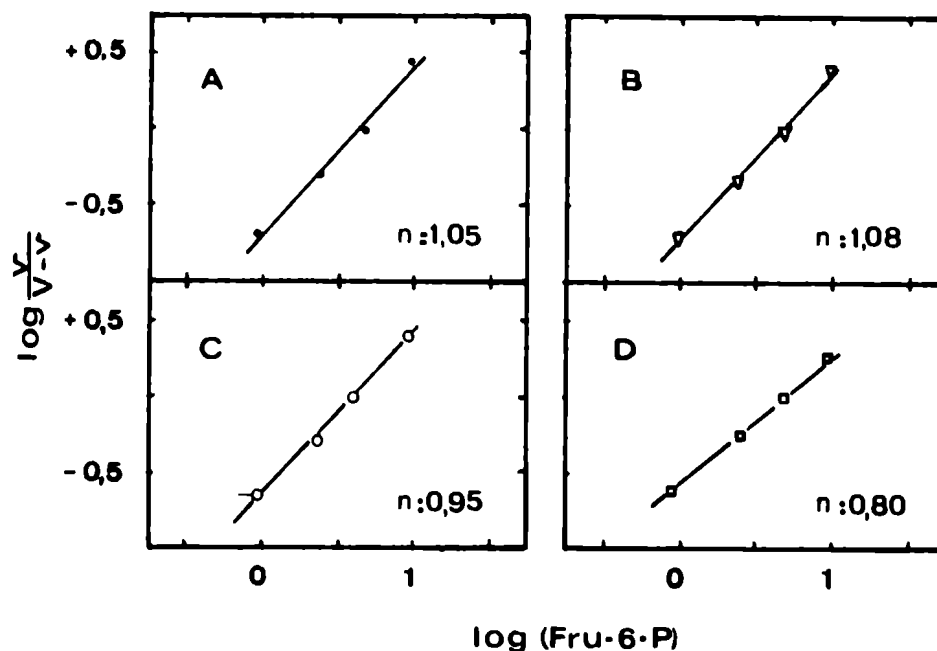 +0,5
A
B
-0,5
n:1,05
n:1,08
log v/V-v
+0,5
C
D
-0,5
n:0,95
n:0,80
0 1 0 1
log (Fru-6-P)